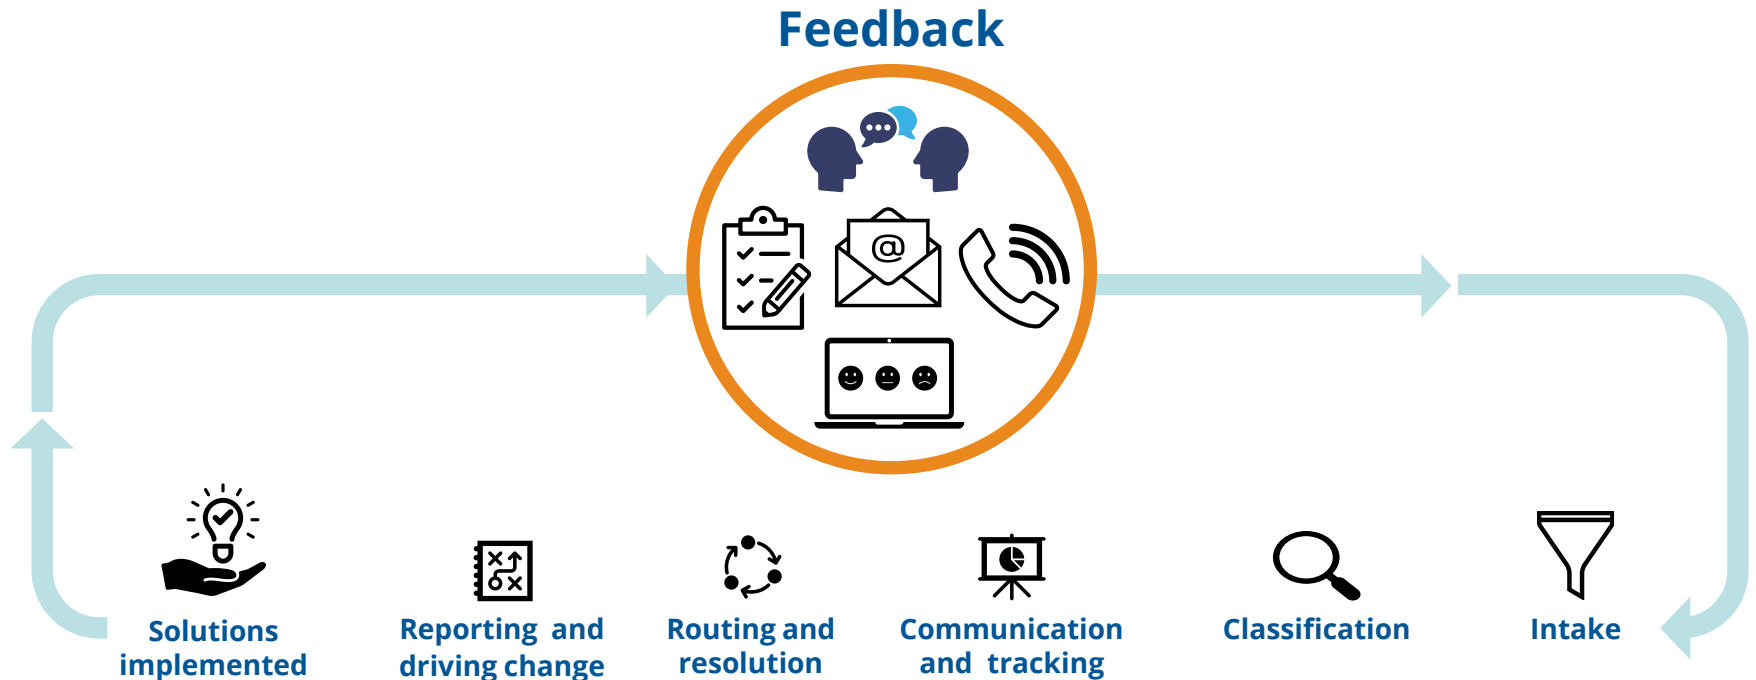 Feedback
@
Solutions
implemented
Reporting and
driving change
Routing and
resolution
Communication
and tracking
Classification
Intake